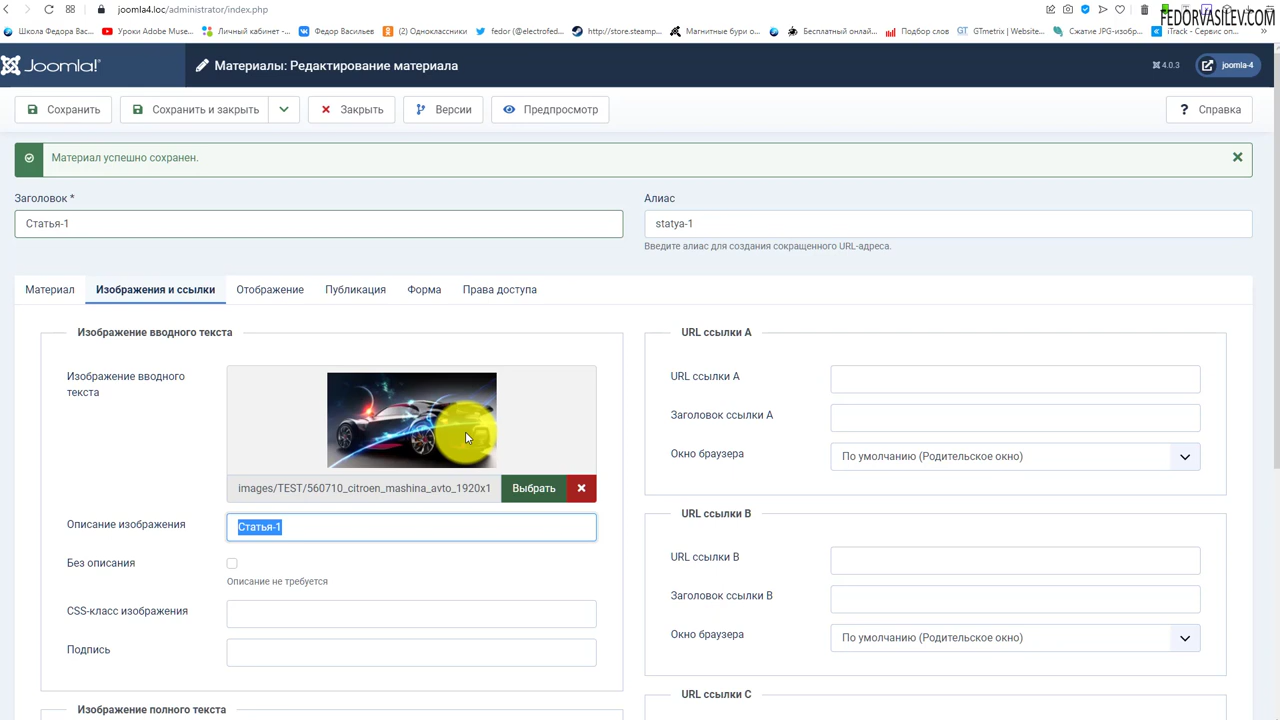 joomla4.loc/administrator/index.php
FEDORVASILEV.COM
Школа Федора Вас...
Уроки Adobe Muse...
Личный кабинет -...
Федор Васильев
(2) Одноклассники
fedor (@electrofed...
http://store.steamp...
Магнитные бури о...
Бесплатный онлай...
Подбор слов
GTmetrix | Website...
Сжатие JPG-изобр...
iTrack - Сервис оп...
Joomla!
Материалы: Редактирование материала
4.0.3
joomla-4
Сохранить
Сохранить и закрыть
Закрыть
Версии
Предпросмотр
? Справка
Материал успешно сохранен.
Заголовок *
Алиас
Статья-1
statya-1
Введите алиас для создания сокращенного URL-адреса.
Материал
Изображения и ссылки
Отображение
Публикация
Форма
Права доступа
Изображение вводного текста
Изображение вводного
текста
images/TEST/560710_citroen_mashina_avto_1920x1
Выбрать
Описание изображения
Статья-1
Без описания
Описание не требуется
CSS-класс изображения
Подпись
Изображение полного текста
URL ссылки A
URL ссылки A
Заголовок ссылки A
Окно браузера
По умолчанию (Родительское окно)
URL ссылки B
URL ссылки B
Заголовок ссылки B
Окно браузера
По умолчанию (Родительское окно)
URL ссылки C